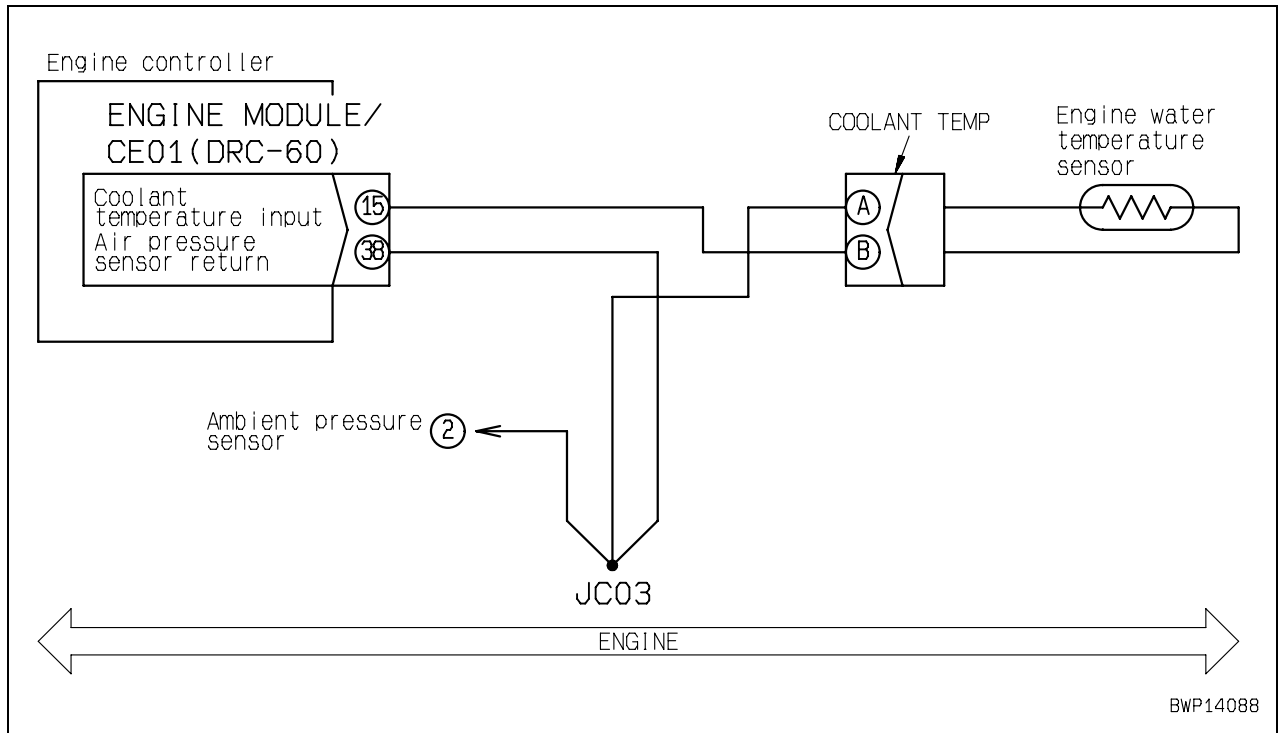 Engine controller
ENGINE MODULE/
CE01(DRC-60)
Coolant
temperature input
Air pressure
sensor return
15
38
COOLANT TEMP
A
B
Engine water
temperature
sensor
Ambient pressure
sensor
2
JC03
ENGINE
BWP14088